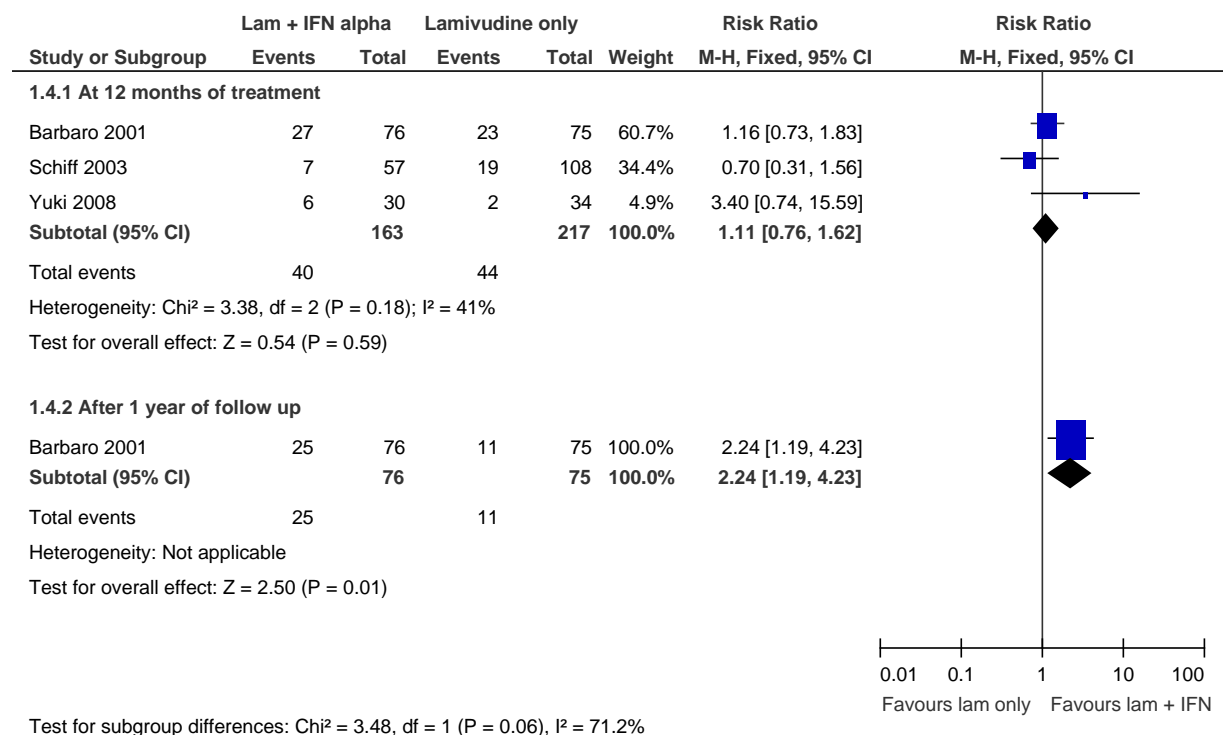 Lam + IFN alpha Lamivudine only Risk Ratio Risk Ratio
Study or Subgroup Events Total Events Total Weight M-H, Fixed, 95% CI M-H, Fixed, 95% CI
1.4.1 At 12 months of treatment
Barbaro 2001 27 76 23 75 60.7% 1.16 [0.73, 1.83]
Schiff 2003 7 57 19 108 34.4% 0.70 [0.31, 1.56]
Yuki 2008 6 30 2 34 4.9% 3.40 [0.74, 15.59]
Subtotal (95% CI) 163 217 100.0% 1.11 [0.76, 1.62]
Total events 40 44
Heterogeneity: Chi² = 3.38, df = 2 (P = 0.18); I² = 41%
Test for overall effect: Z = 0.54 (P = 0.59)
1.4.2 After 1 year of follow up
Barbaro 2001 25 76 11 75 100.0% 2.24 [1.19, 4.23]
Subtotal (95% CI) 76 75 100.0% 2.24 [1.19, 4.23]
Total events 25 11
Heterogeneity: Not applicable
Test for overall effect: Z = 2.50 (P = 0.01)
0.01 0.1 1 10 100
Favours lam only Favours lam + IFN
Test for subgroup differences: Chi² = 3.48, df = 1 (P = 0.06), I² = 71.2%